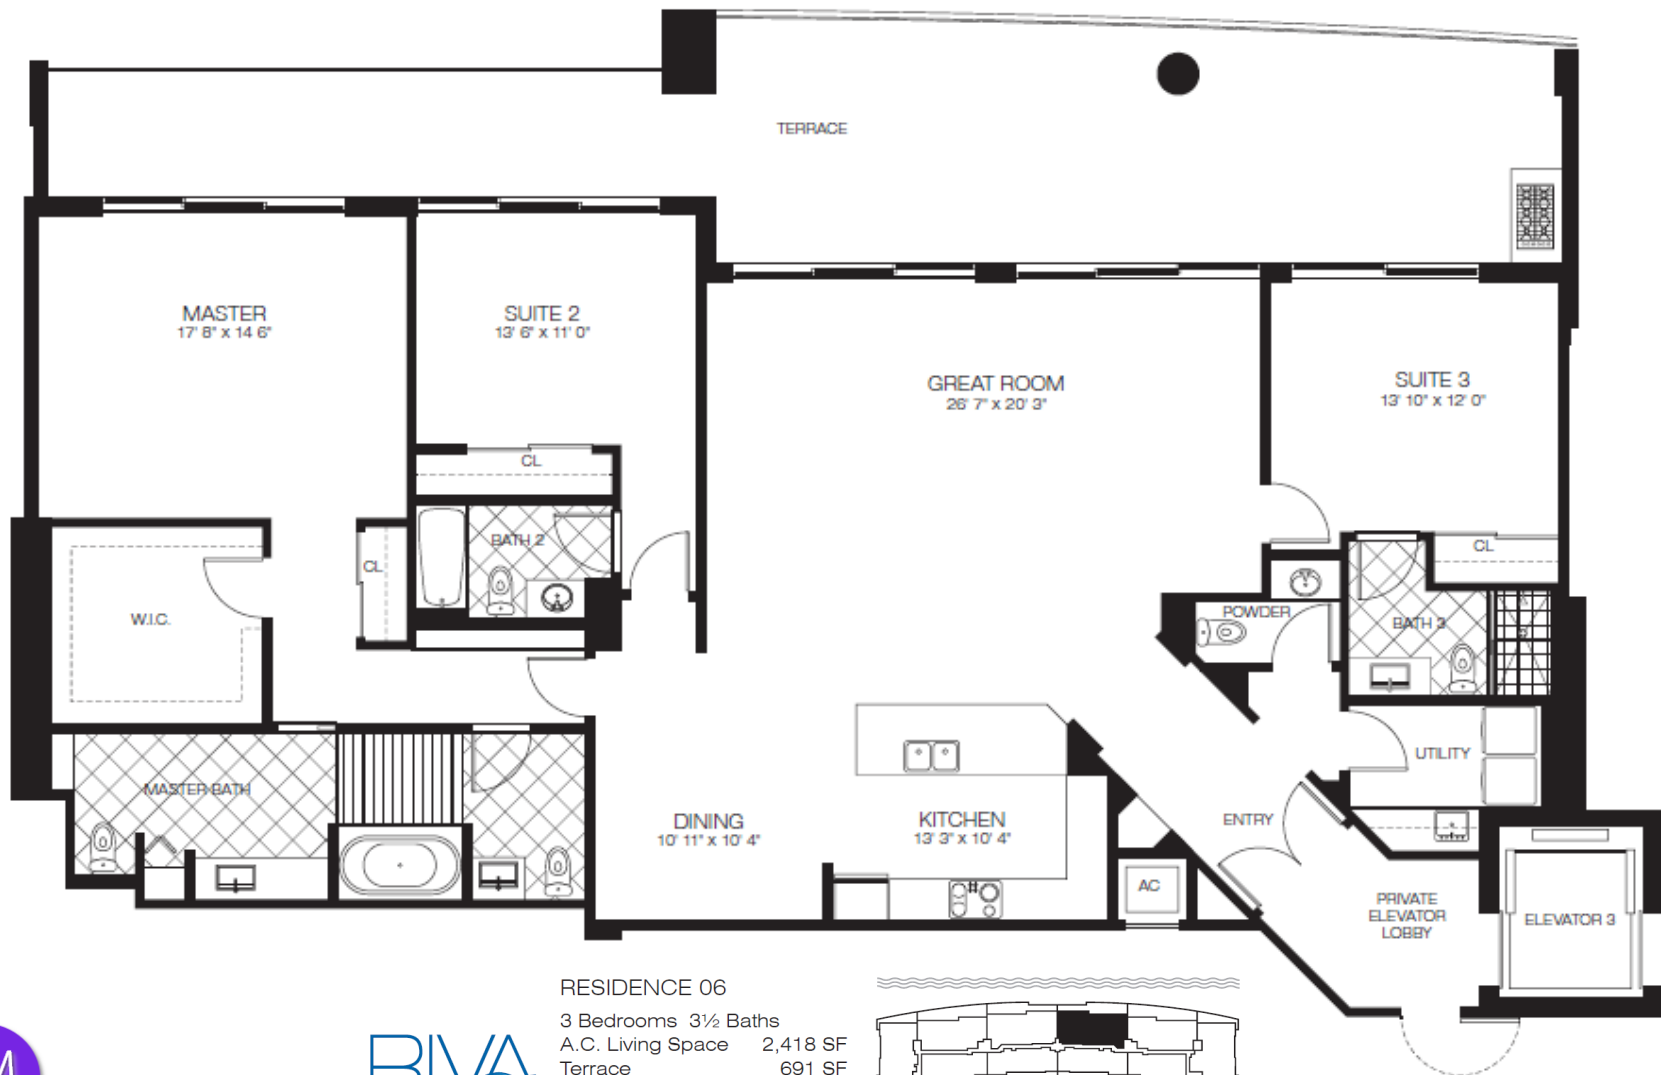 TERRACE
MASTER
17' 8" x 14 6"
SUITE 2
13' 6" x 11' 0"
GREAT ROOM
26' 7" x 20' 3"
SUITE 3
13' 10" x 12' 0"
CL
BATH 2
CL
CL
W.I.C.
POWDER
BATH 3
UTILITY
MASTER BATH
DINING
10' 11" x 10' 4"
KITCHEN
13' 3" x 10' 4"
ENTRY
AC
PRIVATE
ELEVATOR
LOBBY
ELEVATOR 3
RESIDENCE 06
3 Bedrooms 3½ Baths
A.C. Living Space 2,418 SF
Terrace 691 SF
RIVA